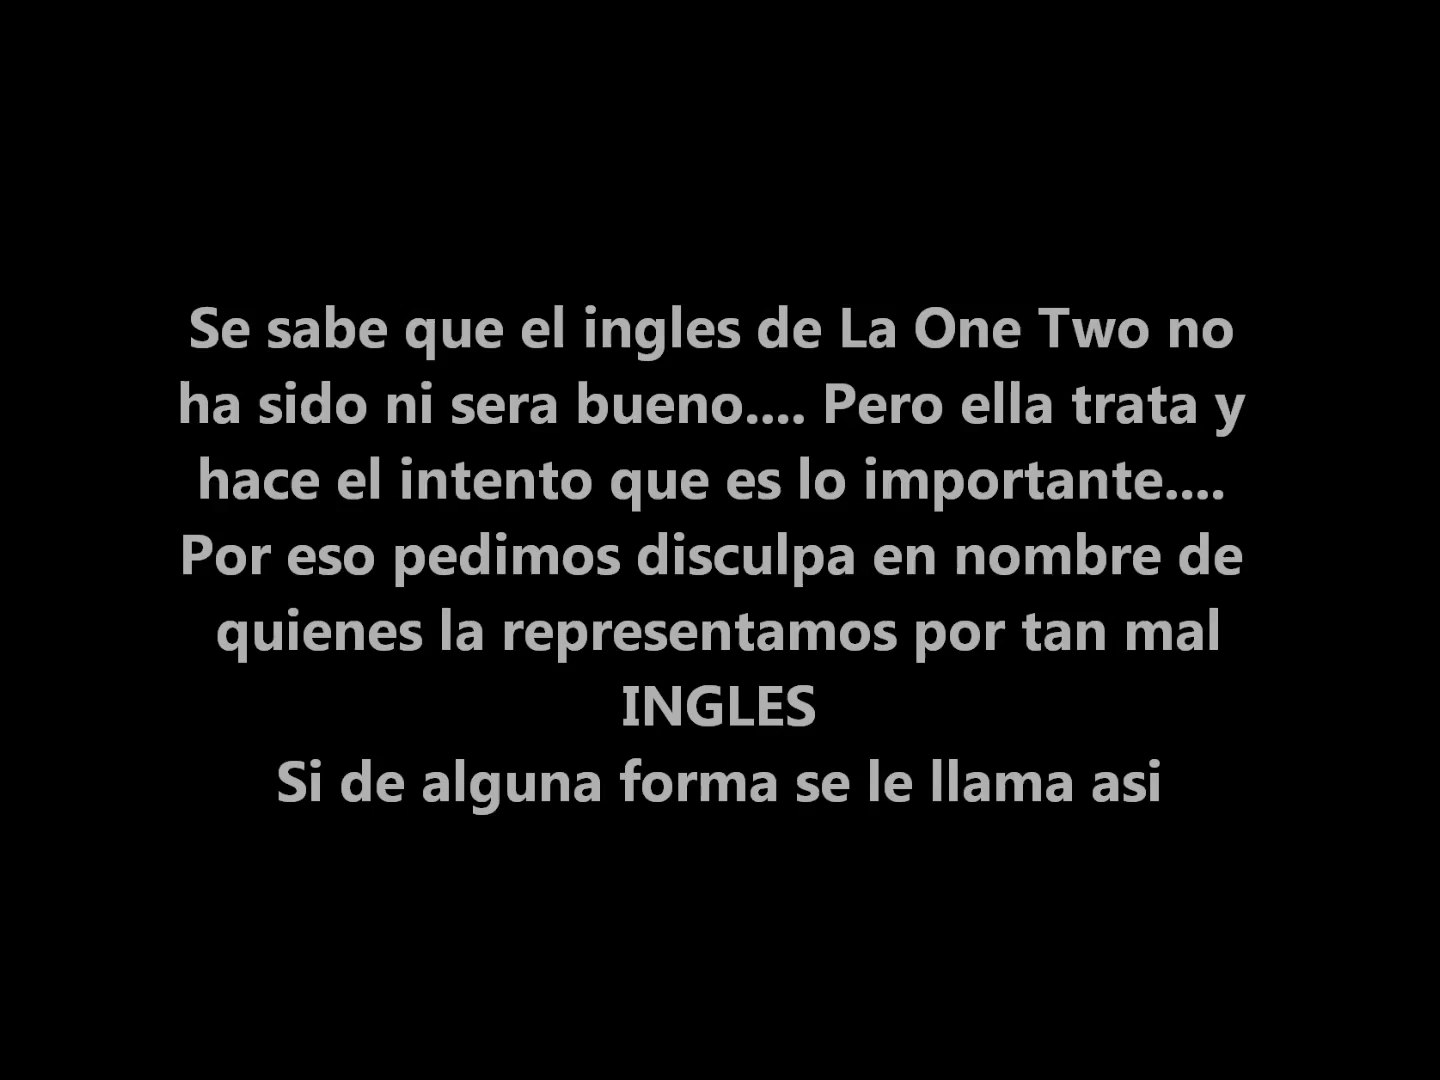 Se sabe que el ingles de La One Two no
ha sido ni sera bueno.... Pero ella trata y
hace el intento que es lo importante....
Por eso pedimos disculpa en nombre de
quienes la representamos por tan mal
INGLES
Si de alguna forma se le llama asi